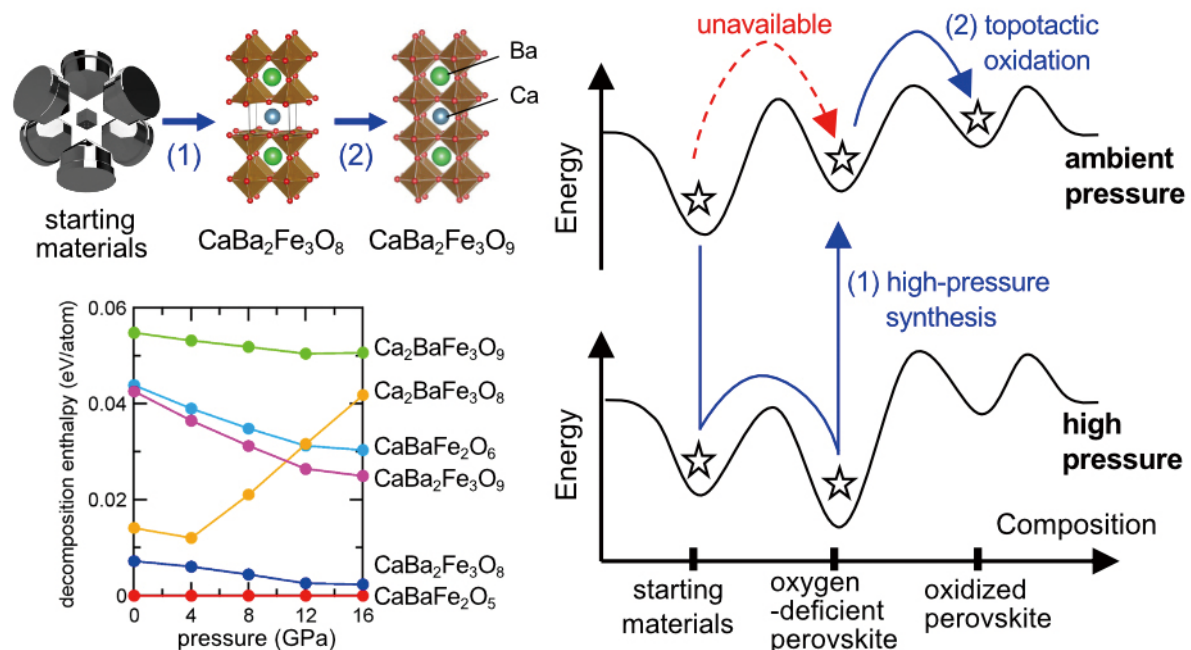 (1)
(2)
Ba
Ca
starting
materials
CaBa₂Fe₃O₈
CaBa₂Fe₃O₉
decomposition enthalpy (eV/atom)
0.06
0.04
0.02
0
0
4
8
12
16
pressure (GPa)
Ca₂BaFe₃O₉
Ca₂BaFe₃O₈
CaBaFe₂O₆
CaBa₂Fe₃O₉
CaBa₂Fe₃O₈
CaBaFe₂O₅
unavailable
(2) topotactic
oxidation
Energy
ambient
pressure
(1) high-pressure
synthesis
Energy
high
pressure
Composition
starting
materials
oxygen
-deficient
perovskite
oxidized
perovskite